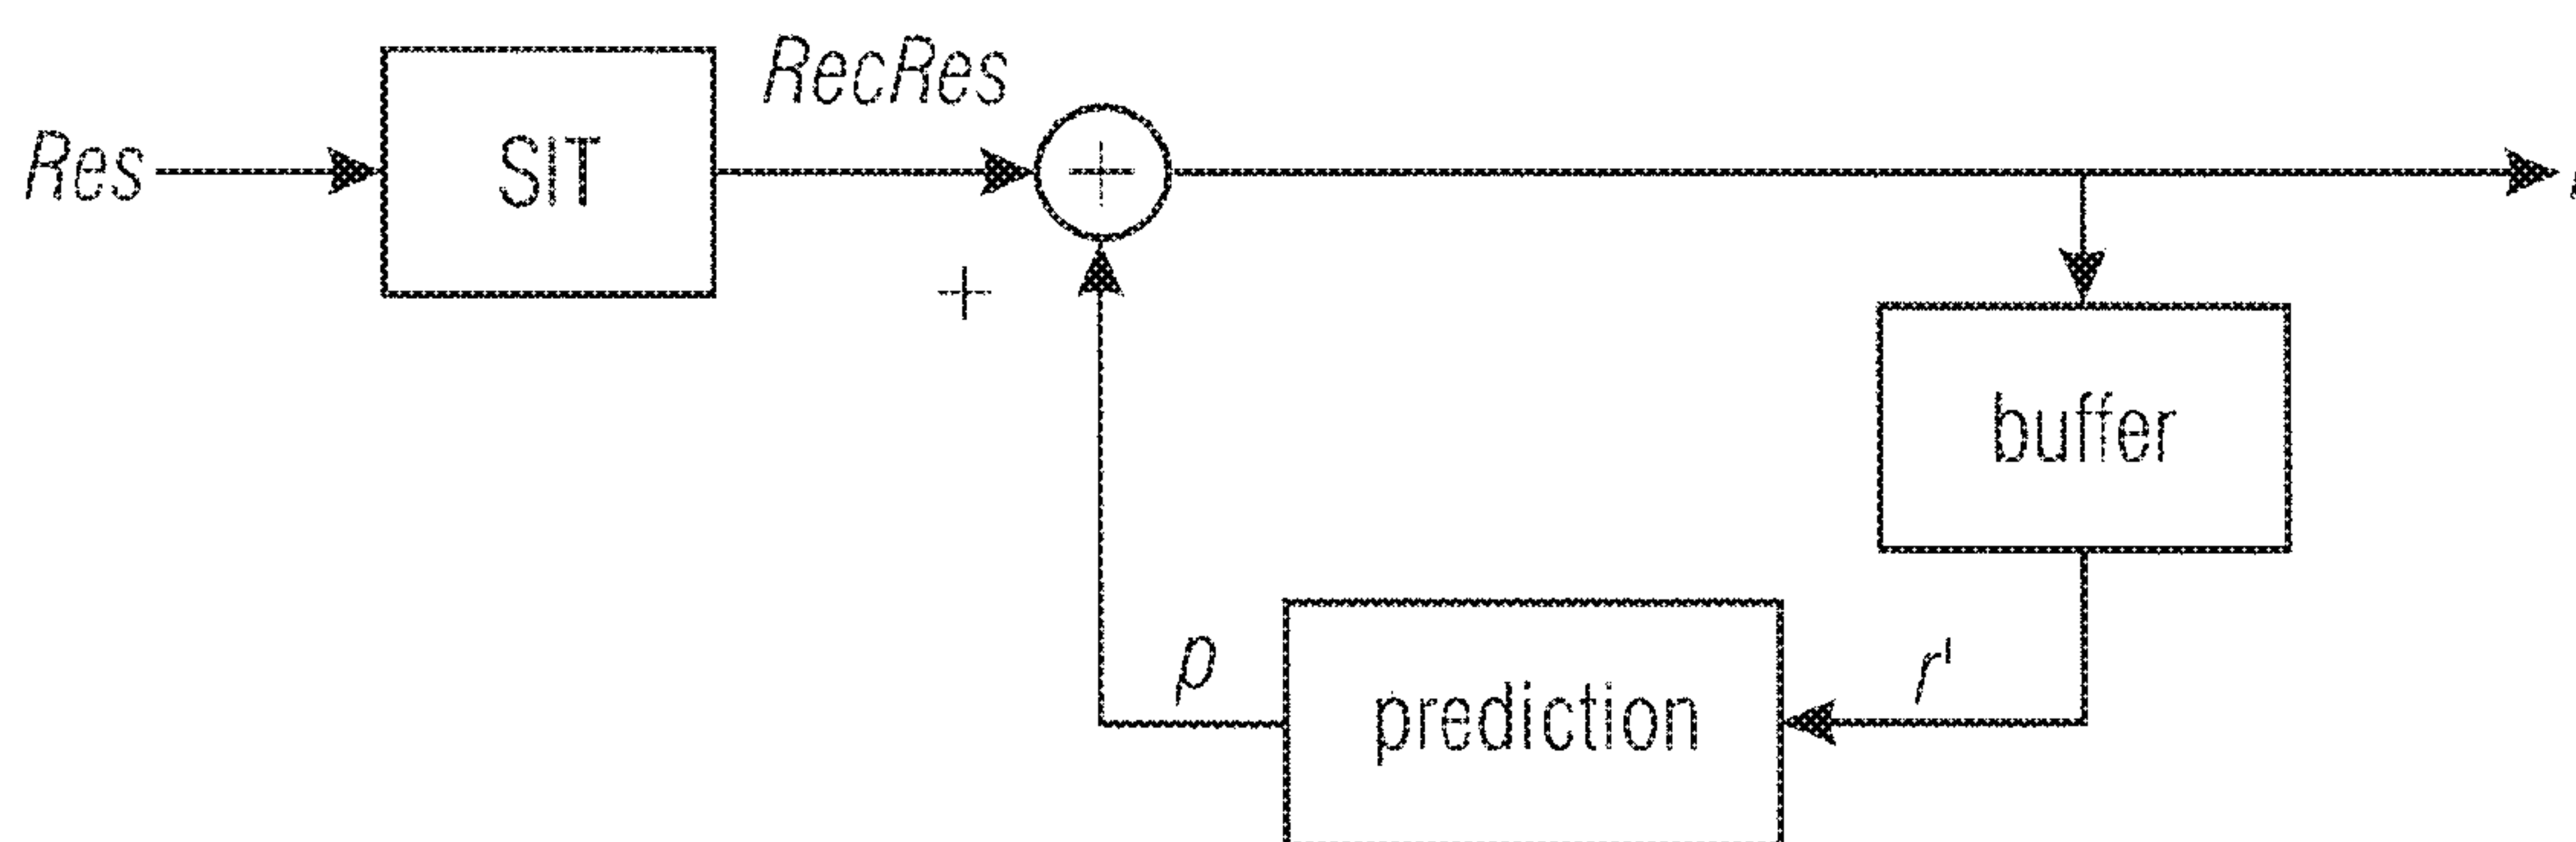 RecRes
Res
SIT
+
+
buffer
p
r'
prediction